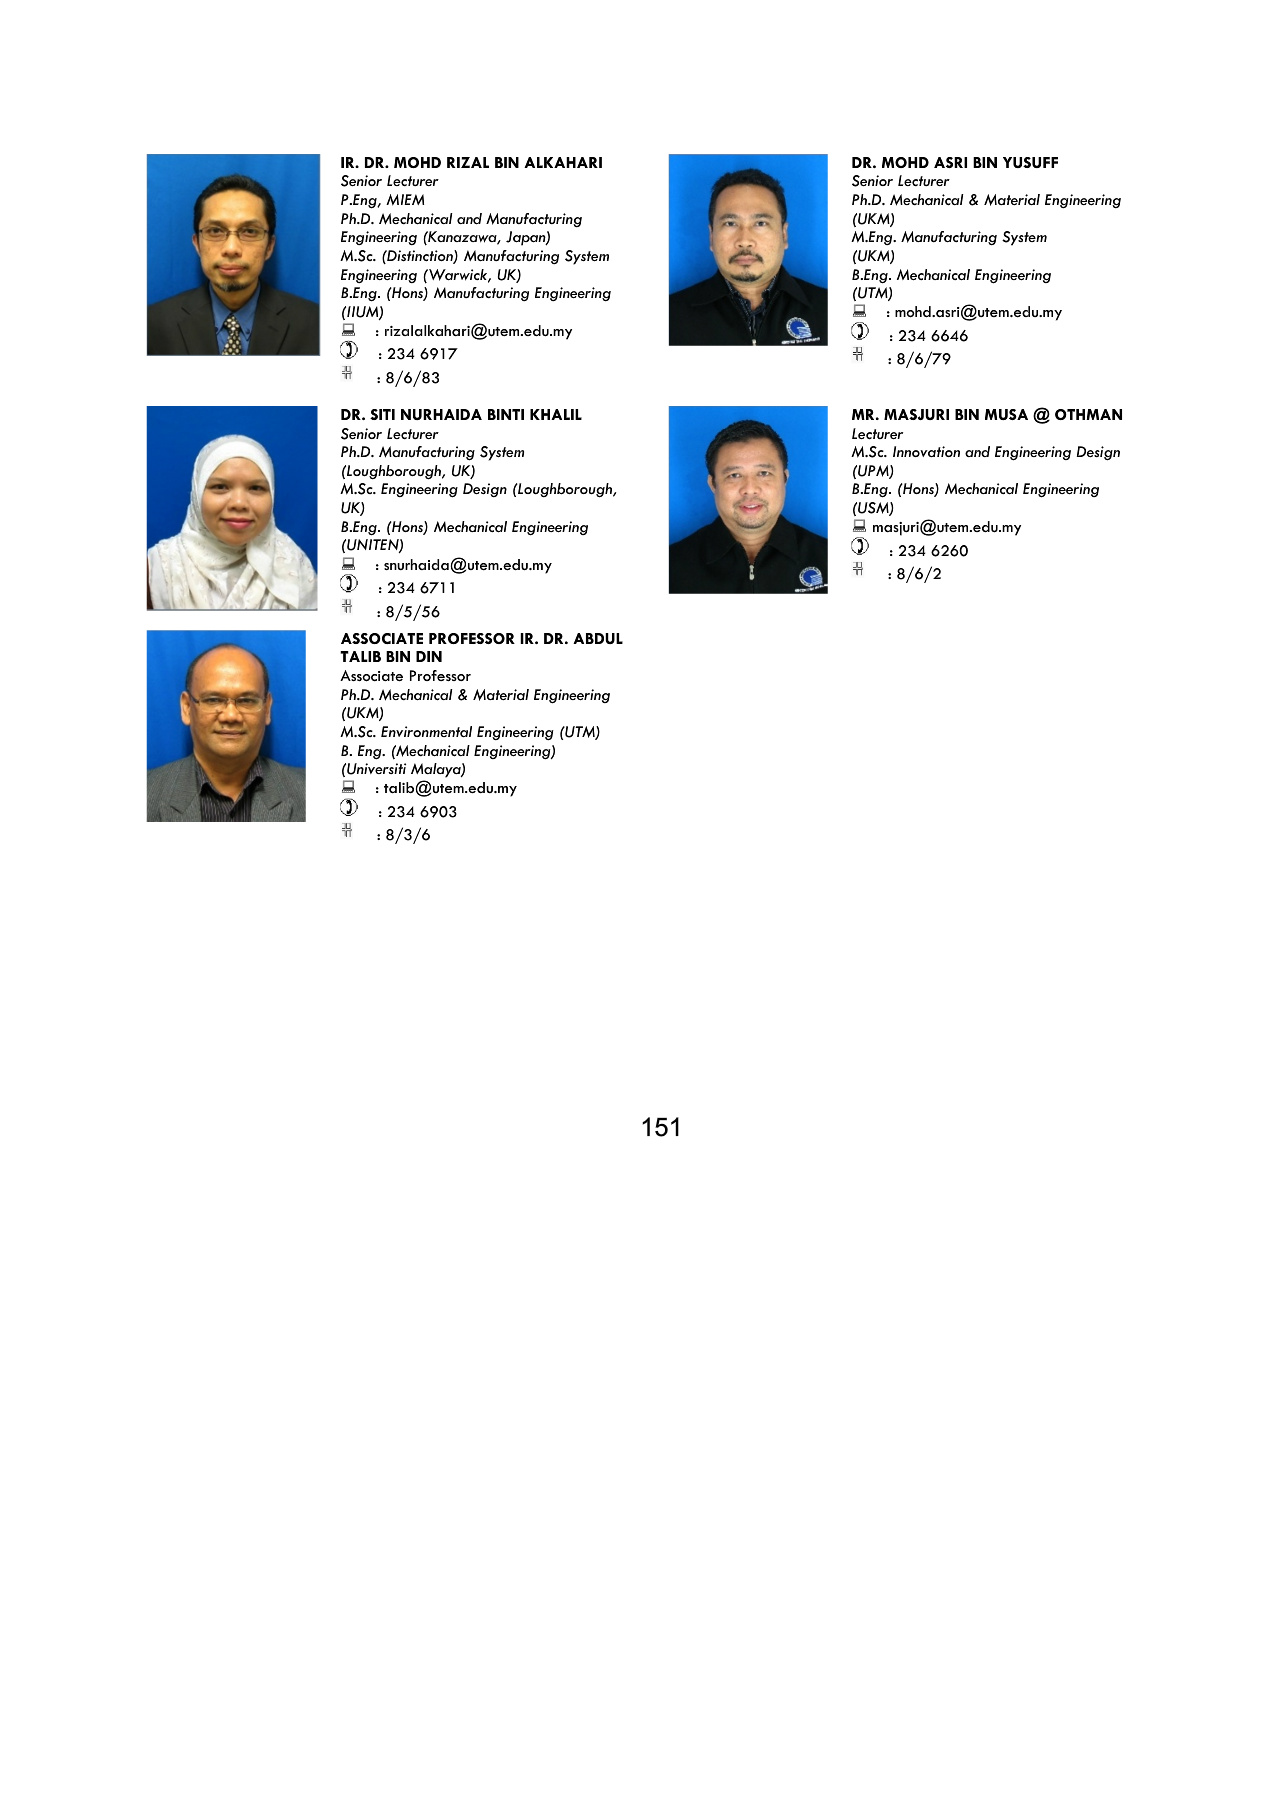 IR. DR. MOHD RIZAL BIN ALKAHARI
Senior Lecturer
P.Eng, MIEM
Ph.D. Mechanical and Manufacturing
Engineering (Kanazawa, Japan)
M.Sc. (Distinction) Manufacturing System
Engineering (Warwick, UK)
B.Eng. (Hons) Manufacturing Engineering
(IIUM)
: rizalalkahari@utem.edu.my
: 234 6917
: 8/6/83
DR. MOHD ASRI BIN YUSUFF
Senior Lecturer
Ph.D. Mechanical & Material Engineering
(UKM)
M.Eng. Manufacturing System
(UKM)
B.Eng. Mechanical Engineering
(UTM)
: mohd.asri@utem.edu.my
: 234 6646
: 8/6/79
DR. SITI NURHAIDA BINTI KHALIL
Senior Lecturer
Ph.D. Manufacturing System
(Loughborough, UK)
M.Sc. Engineering Design (Loughborough,
UK)
B.Eng. (Hons) Mechanical Engineering
(UNITEN)
: snurhaida@utem.edu.my
: 234 6711
: 8/5/56
MR. MASJURI BIN MUSA @ OTHMAN
Lecturer
M.Sc. Innovation and Engineering Design
(UPM)
B.Eng. (Hons) Mechanical Engineering
(USM)
masjuri@utem.edu.my
: 234 6260
: 8/6/2
ASSOCIATE PROFESSOR IR. DR. ABDUL
TALIB BIN DIN
Associate Professor
Ph.D. Mechanical & Material Engineering
(UKM)
M.Sc. Environmental Engineering (UTM)
B. Eng. (Mechanical Engineering)
(Universiti Malaya)
: talib@utem.edu.my
: 234 6903
: 8/3/6
151